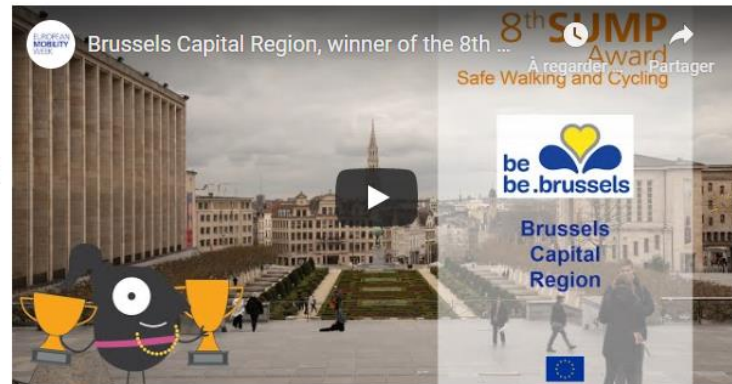 EUROPEAN
MOBILITY
WEEK
Brussels Capital Region, winner of the 8th ...
8th SUMP
Award
Safe Walking and Cycling
À regarder ...
Partager
be
be.brussels
Brussels
Capital
Region